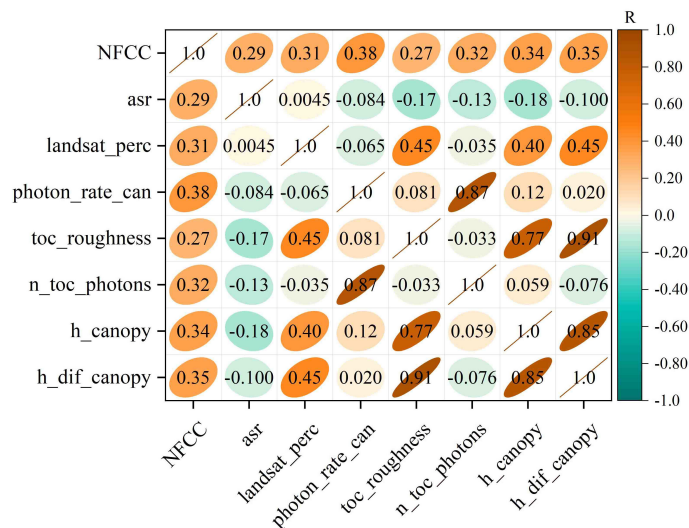 R
NFCC 1.0 0.29 0.31 0.38 0.27 0.32 0.34 0.35
asr 0.29 1.0 0.0045 -0.084 -0.17 -0.13 -0.18 -0.100
landsat_perc 0.31 0.0045 1.0 -0.065 0.45 -0.035 0.40 0.45
photon_rate_can 0.38 -0.084 -0.065 1.0 0.081 0.87 0.12 0.020
toc_roughness 0.27 -0.17 0.45 0.081 1.0 -0.033 0.77 0.91
n_toc_photons 0.32 -0.13 -0.035 0.87 -0.033 1.0 0.059 -0.076
h_canopy 0.34 -0.18 0.40 0.12 0.77 0.059 1.0 0.85
h_dif_canopy 0.35 -0.100 0.45 0.020 0.91 -0.076 0.85 1.0
NFCC
asr
landsat_perc
photon_rate_can
toc_roughness
n_toc_photons
h_canopy
h_dif_canopy
1.0
0.80
0.60
0.40
0.20
0.0
-0.20
-0.40
-0.60
-0.80
-1.0